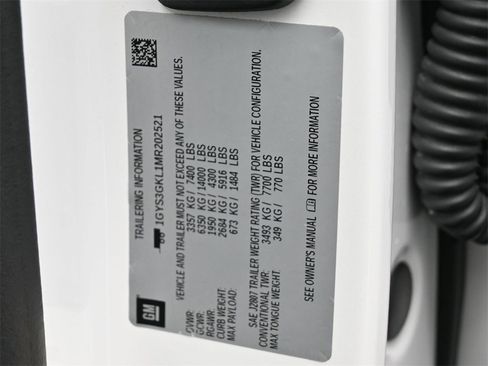 TRAILERING INFORMATION
1GYS3GKL1MR202521
VEHICLE AND TRAILER MUST NOT EXCEED ANY OF THESE VALUES.
GVWR: 3357 KG/ 7400 LBS
GCWR: 6350 KG/ 14000 LBS
RGAWR: 1950 KG/ 4300 LBS
CURB WEIGHT: 2684 KG/ 5916 LBS
MAX PAYLOAD: 673 KG/ 1484 LBS
SAE J2807 TRAILER WEIGHT RATING (TWR) FOR VEHICLE CONFIGURATION.
CONVENTIONAL TWR: 3493 KG/ 7700 LBS
MAX TONGUE WEIGHT: 349 KG/ 770 LBS
SEE OWNER'S MANUAL FOR MORE INFORMATION
GM